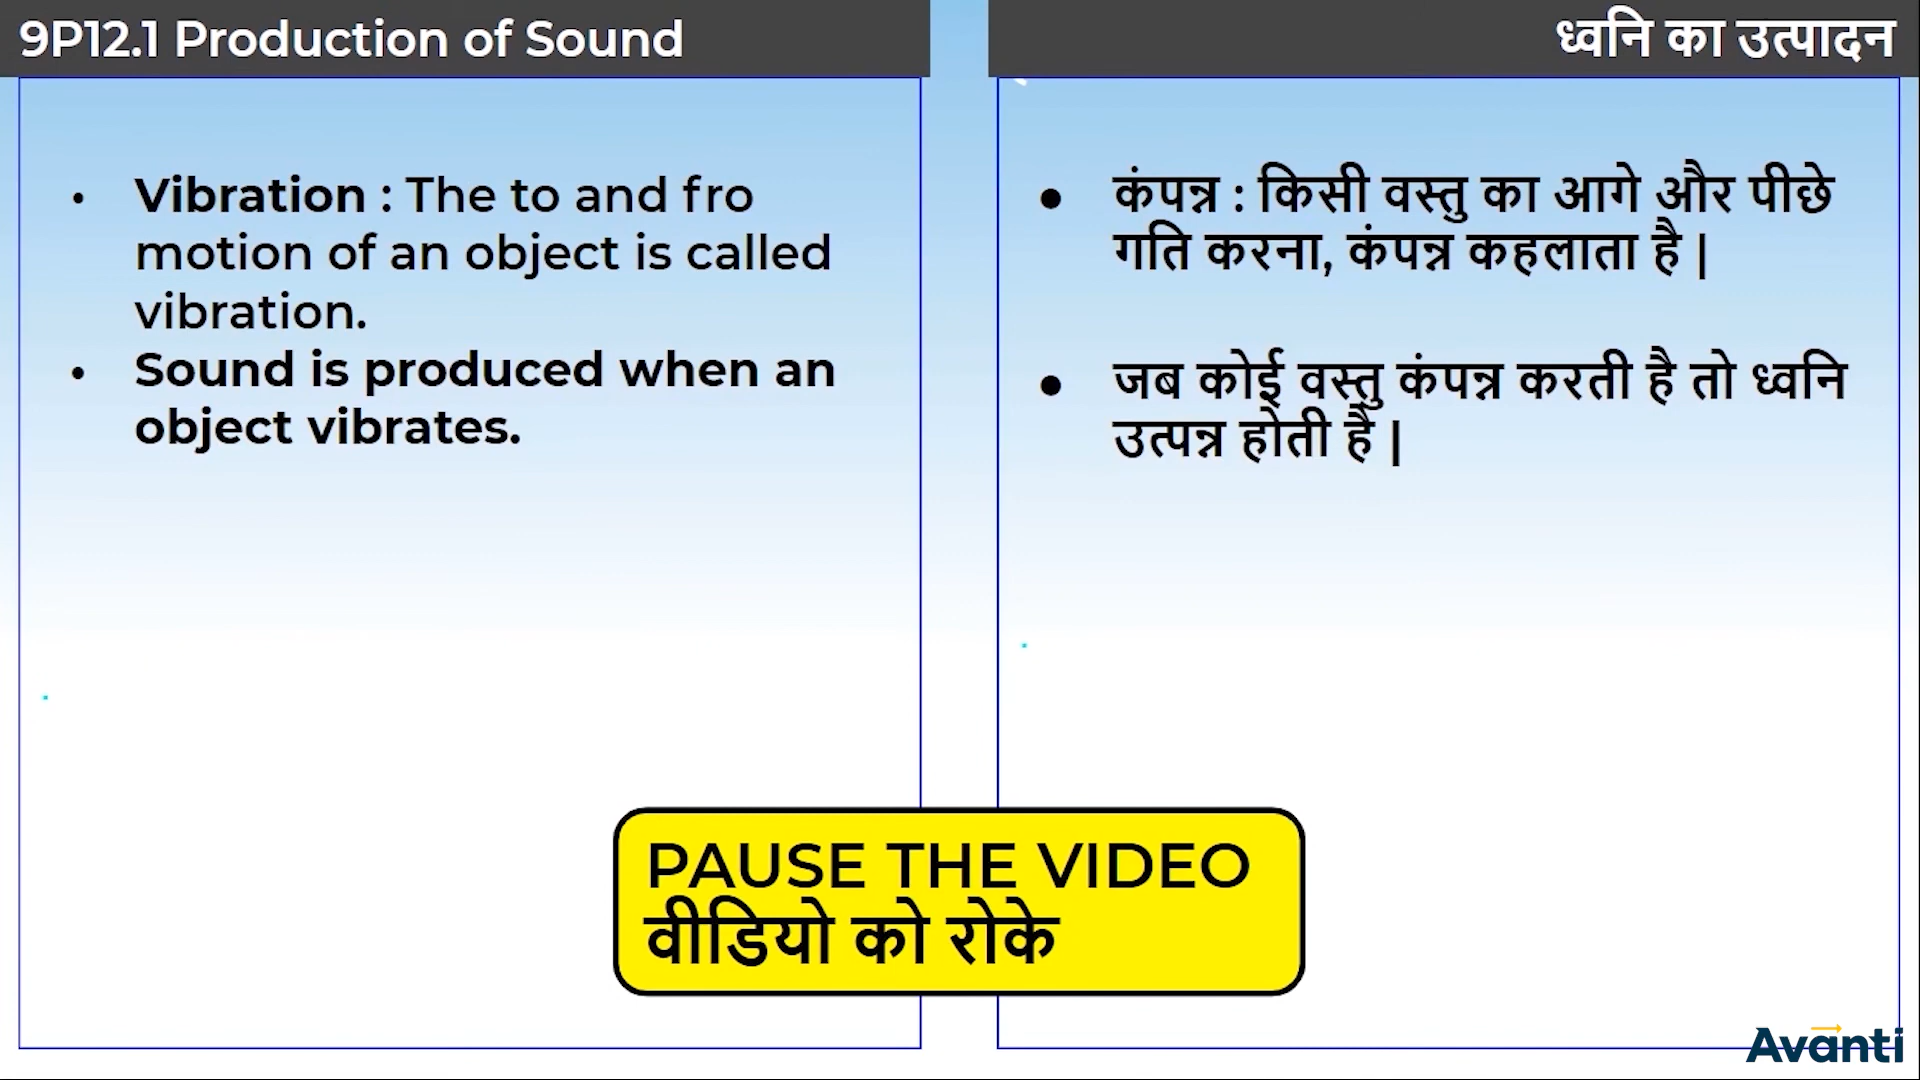 9P12.1 Production of Sound
• Vibration : The to and fro
motion of an object is called
vibration.
• Sound is produced when an
object vibrates.
ध्वनि का उत्पादन
● कंपन्न : किसी वस्तु का आगे और पीछे
गति करना, कंपन्न कहलाता है |
● जब कोई वस्तु कंपन्न करती है तो ध्वनि
उत्पन्न होती है |
PAUSE THE VIDEO
वीडियो को रोके
Avanti